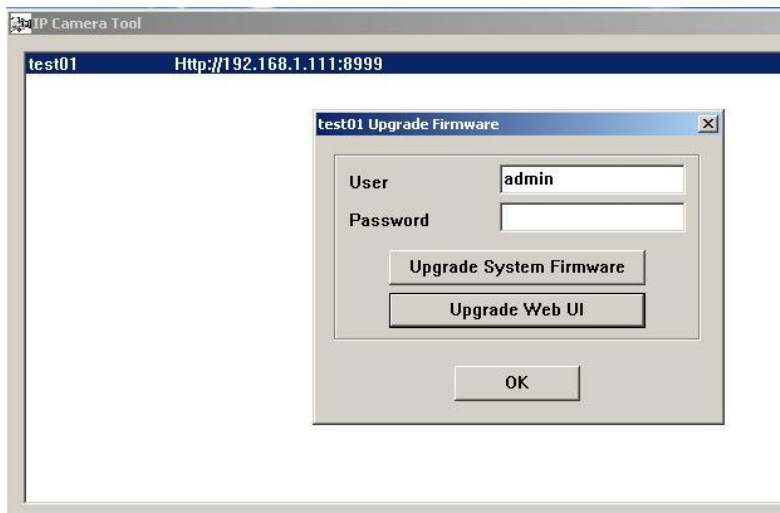 IP Camera Tool
test01 Http://192.168.1.111:8999
test01 Upgrade Firmware
User admin
Password
Upgrade System Firmware
Upgrade Web UI
OK